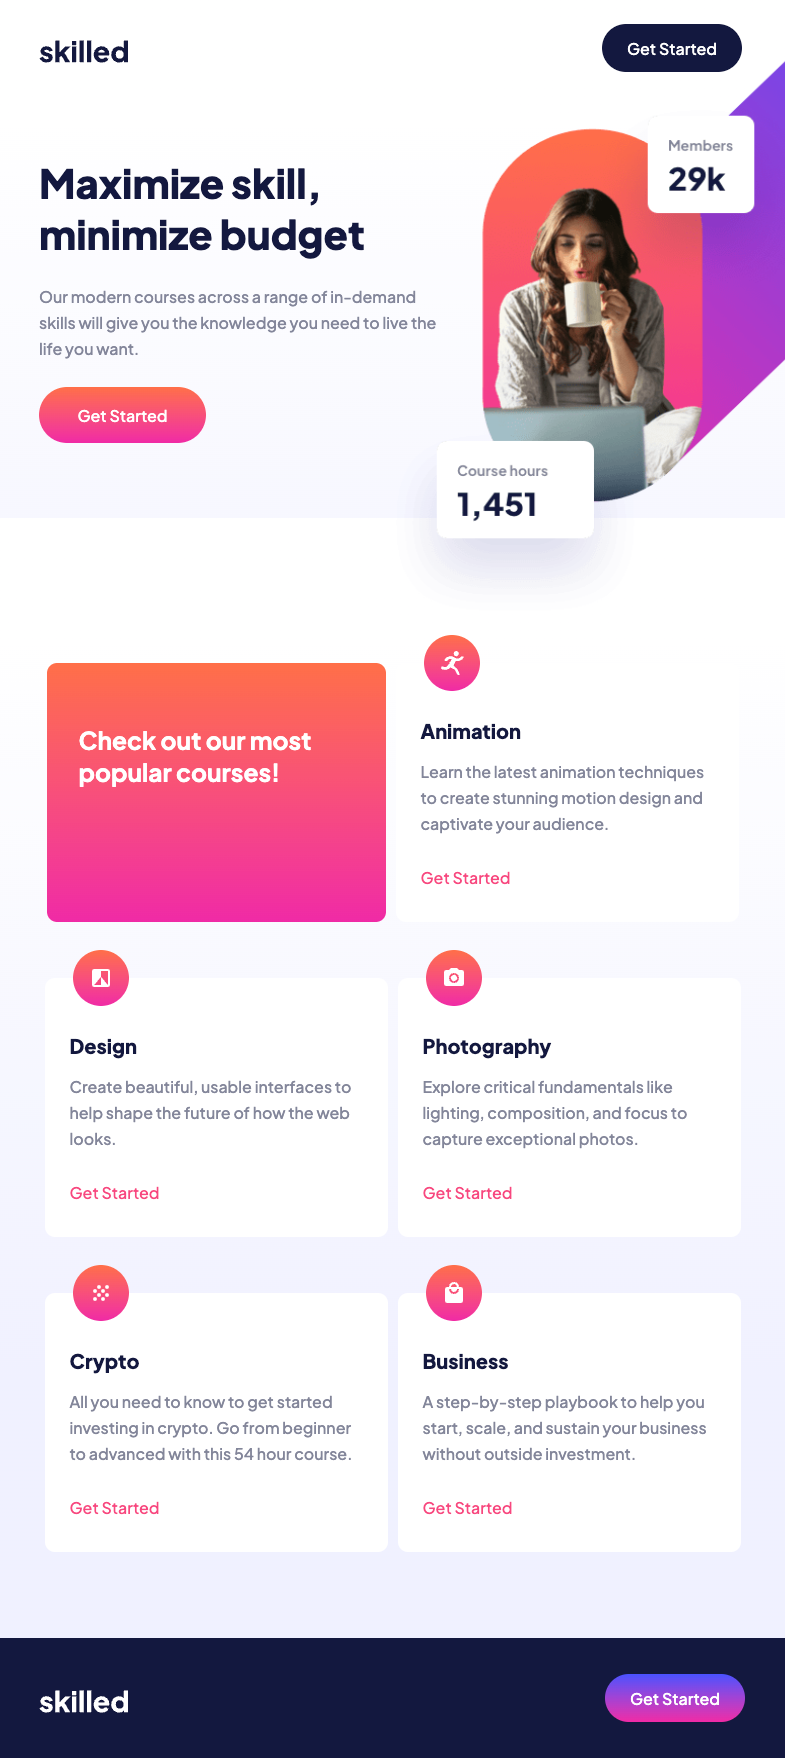 skilled
Get Started
Maximize skill,
minimize budget
Our modern courses across a range of in-demand
skills will give you the knowledge you need to live the
life you want.
Get Started
Members
29k
Course hours
1,451
Check out our most
popular courses!
Animation
Learn the latest animation techniques
to create stunning motion design and
captivate your audience.
Get Started
Design
Create beautiful, usable interfaces to
help shape the future of how the web
looks.
Get Started
Photography
Explore critical fundamentals like
lighting, composition, and focus to
capture exceptional photos.
Get Started
Crypto
All you need to know to get started
investing in crypto. Go from beginner
to advanced with this 54 hour course.
Get Started
Business
A step-by-step playbook to help you
start, scale, and sustain your business
without outside investment.
Get Started
skilled
Get Started